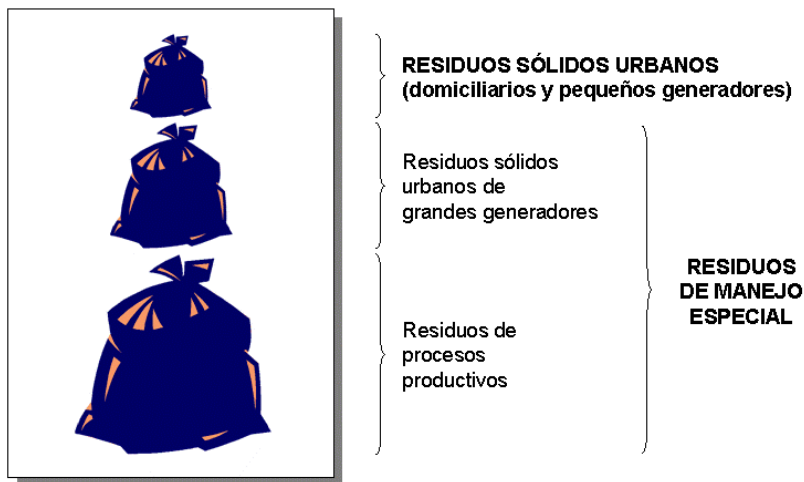 RESIDUOS SÓLIDOS URBANOS
(domiciliarios y pequeños generadores)
Residuos sólidos
urbanos de
grandes generadores
RESIDUOS
DE MANEJO
ESPECIAL
Residuos de
procesos
productivos